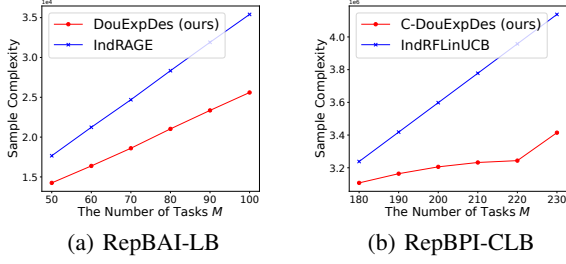 1e4
DouExpDes (ours)
IndRAGE
Sample Complexity
3.5
3.0
2.5
2.0
1.5
50 60 70 80 90 100
The Number of Tasks M
(a) RepBAI-LB
1e6
C-DouExpDes (ours)
IndRFLinUCB
Sample Complexity
4.0
3.8
3.6
3.4
3.2
180 190 200 210 220 230
The Number of Tasks M
(b) RepBPI-CLB